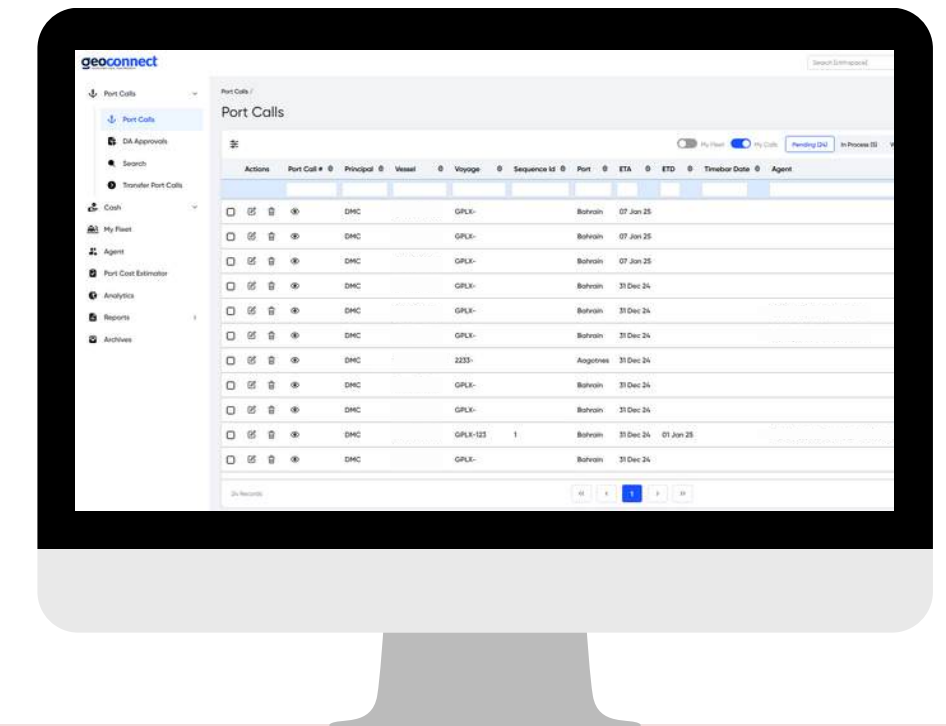 geoconnect
Search [Entityspace]
Port Calls
Port Calls
DA Approvals
Search
Transfer Port Calls
Cash
My Fleet
Agent
Port Cost Estimator
Analytics
Reports
Archives
Port Calls /
Port Calls
My Fleet My Calls Pending (24) In Process (5)
Actions Port Call # Principal Vessel Voyage Sequence Id Port ETA ETD Timebar Date Agent
DMC GPLX- Bahrain 07 Jan 25
DMC GPLX- Bahrain 07 Jan 25
DMC GPLX- Bahrain 07 Jan 25
DMC GPLX- Bahrain 31 Dec 24
DMC GPLX- Bahrain 31 Dec 24
DMC GPLX- Bahrain 31 Dec 24
DMC 2233- Aagotnes 31 Dec 24
DMC GPLX- Bahrain 31 Dec 24
DMC GPLX- Bahrain 31 Dec 24
DMC GPLX-123 1 Bahrain 31 Dec 24 01 Jan 25
DMC GPLX- Bahrain 31 Dec 24
24 Records
1